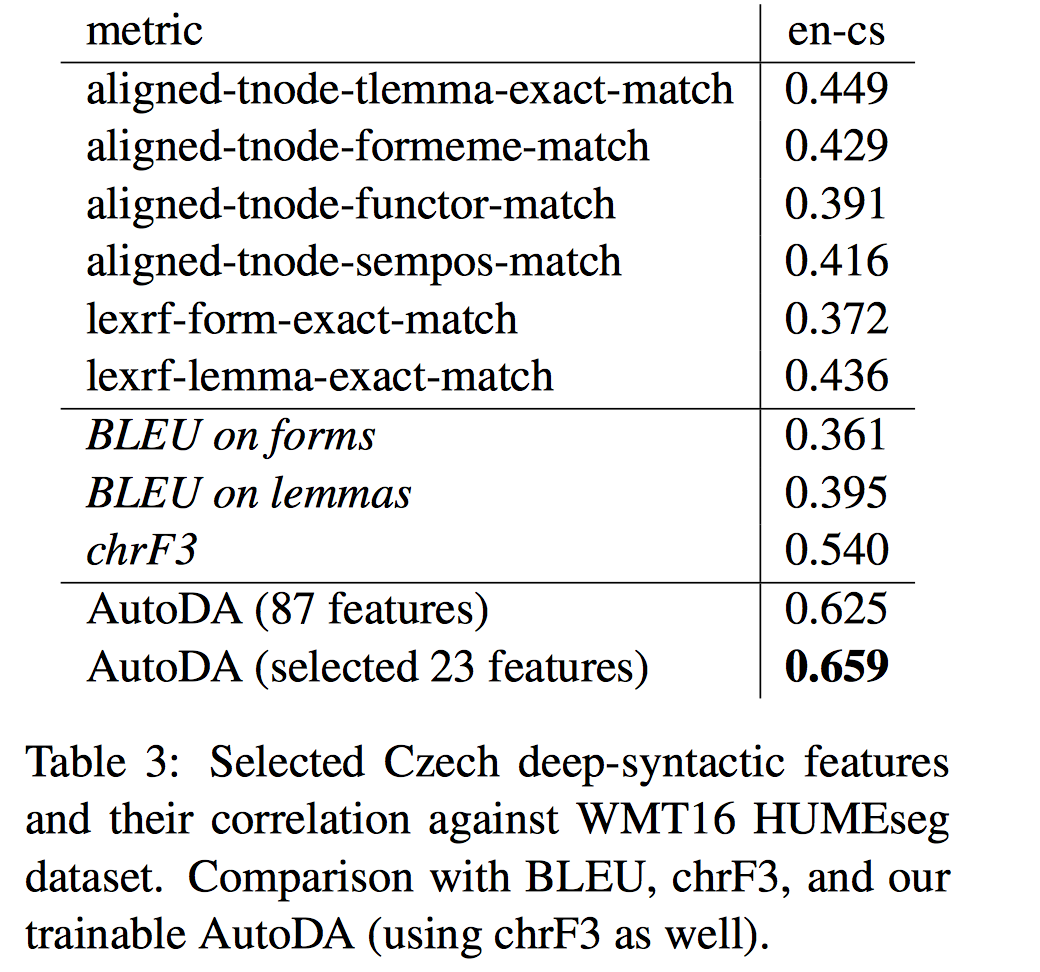 metric en-cs
aligned-tnode-tlemma-exact-match 0.449
aligned-tnode-formeme-match 0.429
aligned-tnode-functor-match 0.391
aligned-tnode-sempos-match 0.416
lexrf-form-exact-match 0.372
lexrf-lemma-exact-match 0.436
BLEU on forms 0.361
BLEU on lemmas 0.395
chrF3 0.540
AutoDA (87 features) 0.625
AutoDA (selected 23 features) 0.659
Table 3: Selected Czech deep-syntactic features
and their correlation against WMT16 HUMEseg
dataset. Comparison with BLEU, chrF3, and our
trainable AutoDA (using chrF3 as well).